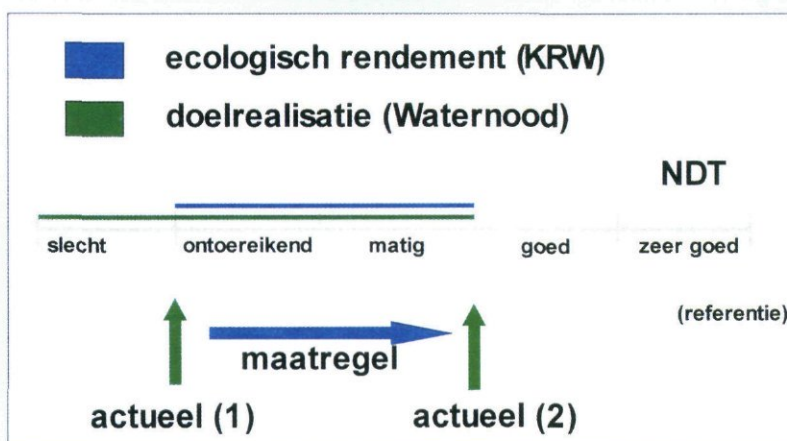 ecologisch rendement (KRW)
doelrealisatie (Waternood)
NDT
slecht ontoereikend matig goed zeer goed
(referentie)
maatregel
actueel (1) actueel (2)